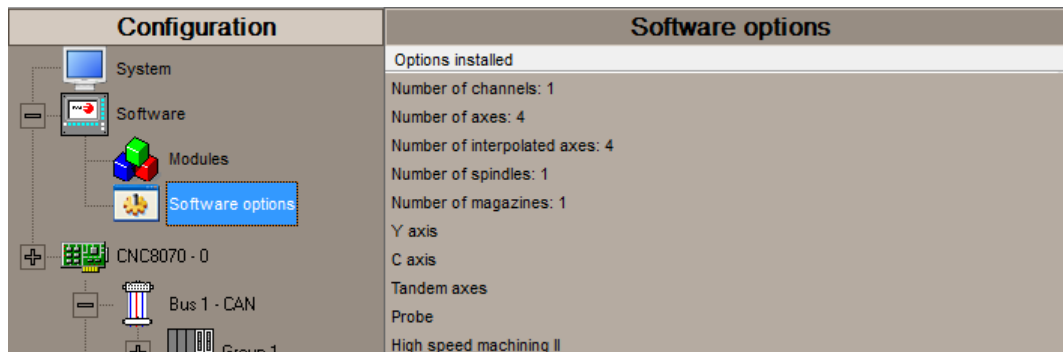 Configuration
Software options
System
Software
Modules
Software options
CNC8070 - 0
Bus 1 - CAN
Group 1
Options installed
Number of channels: 1
Number of axes: 4
Number of interpolated axes: 4
Number of spindles: 1
Number of magazines: 1
Y axis
C axis
Tandem axes
Probe
High speed machining II